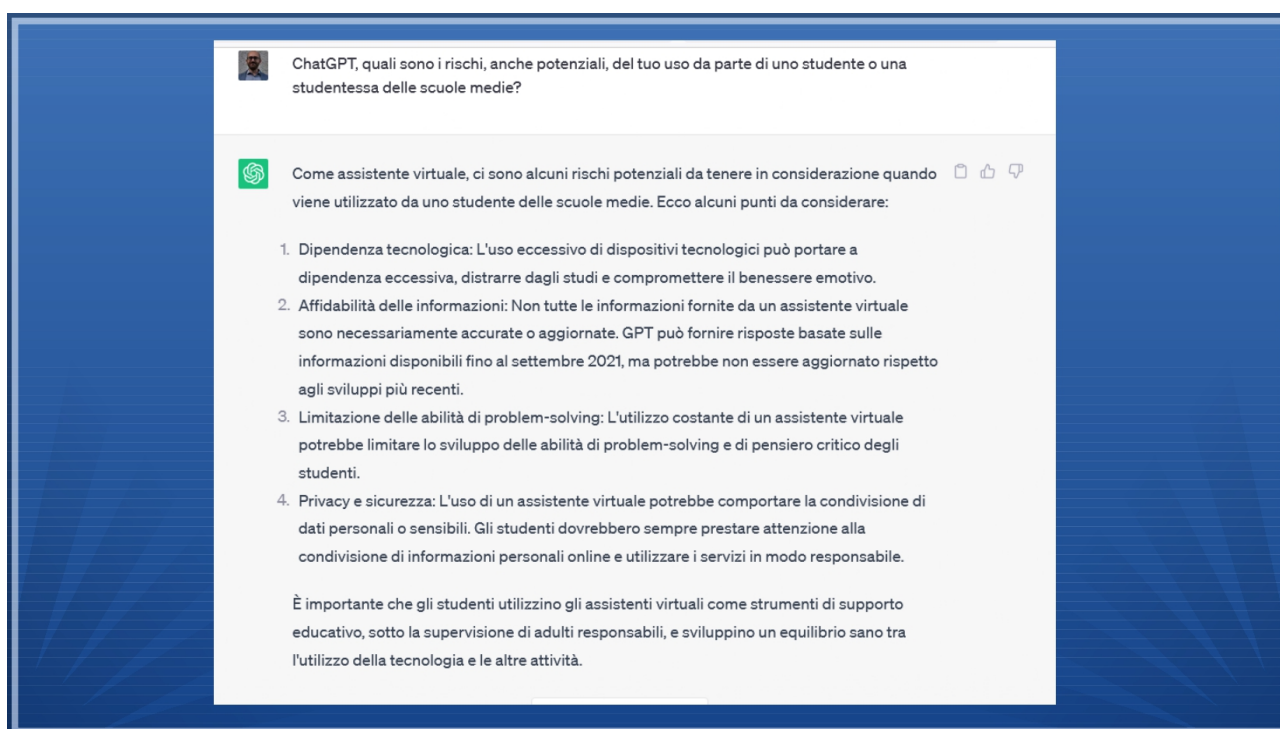 ChatGPT, quali sono i rischi, anche potenziali, del tuo uso da parte di uno studente o una
studentessa delle scuole medie?
Come assistente virtuale, ci sono alcuni rischi potenziali da tenere in considerazione quando
viene utilizzato da uno studente delle scuole medie. Ecco alcuni punti da considerare:
1. Dipendenza tecnologica: L'uso eccessivo di dispositivi tecnologici può portare a
dipendenza eccessiva, distrarre dagli studi e compromettere il benessere emotivo.
2. Affidabilità delle informazioni: Non tutte le informazioni fornite da un assistente virtuale
sono necessariamente accurate o aggiornate. GPT può fornire risposte basate sulle
informazioni disponibili fino al settembre 2021, ma potrebbe non essere aggiornato rispetto
agli sviluppi più recenti.
3. Limitazione delle abilità di problem-solving: L'utilizzo costante di un assistente virtuale
potrebbe limitare lo sviluppo delle abilità di problem-solving e di pensiero critico degli
studenti.
4. Privacy e sicurezza: L'uso di un assistente virtuale potrebbe comportare la condivisione di
dati personali o sensibili. Gli studenti dovrebbero sempre prestare attenzione alla
condivisione di informazioni personali online e utilizzare i servizi in modo responsabile.
È importante che gli studenti utilizzino gli assistenti virtuali come strumenti di supporto
educativo, sotto la supervisione di adulti responsabili, e sviluppino un equilibrio sano tra
l'utilizzo della tecnologia e le altre attività.